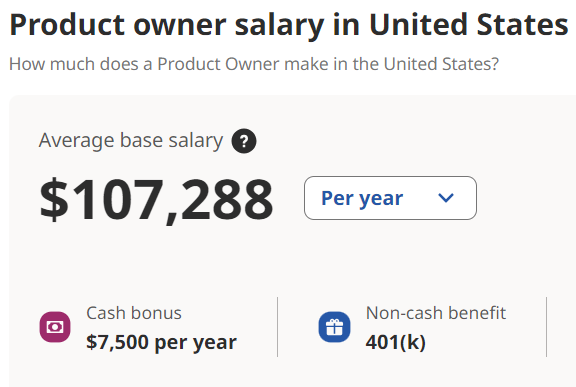 Product owner salary in United States
How much does a Product Owner make in the United States?
Average base salary ?
$107,288 Per year
Cash bonus
$7,500 per year
Non-cash benefit
401(k)